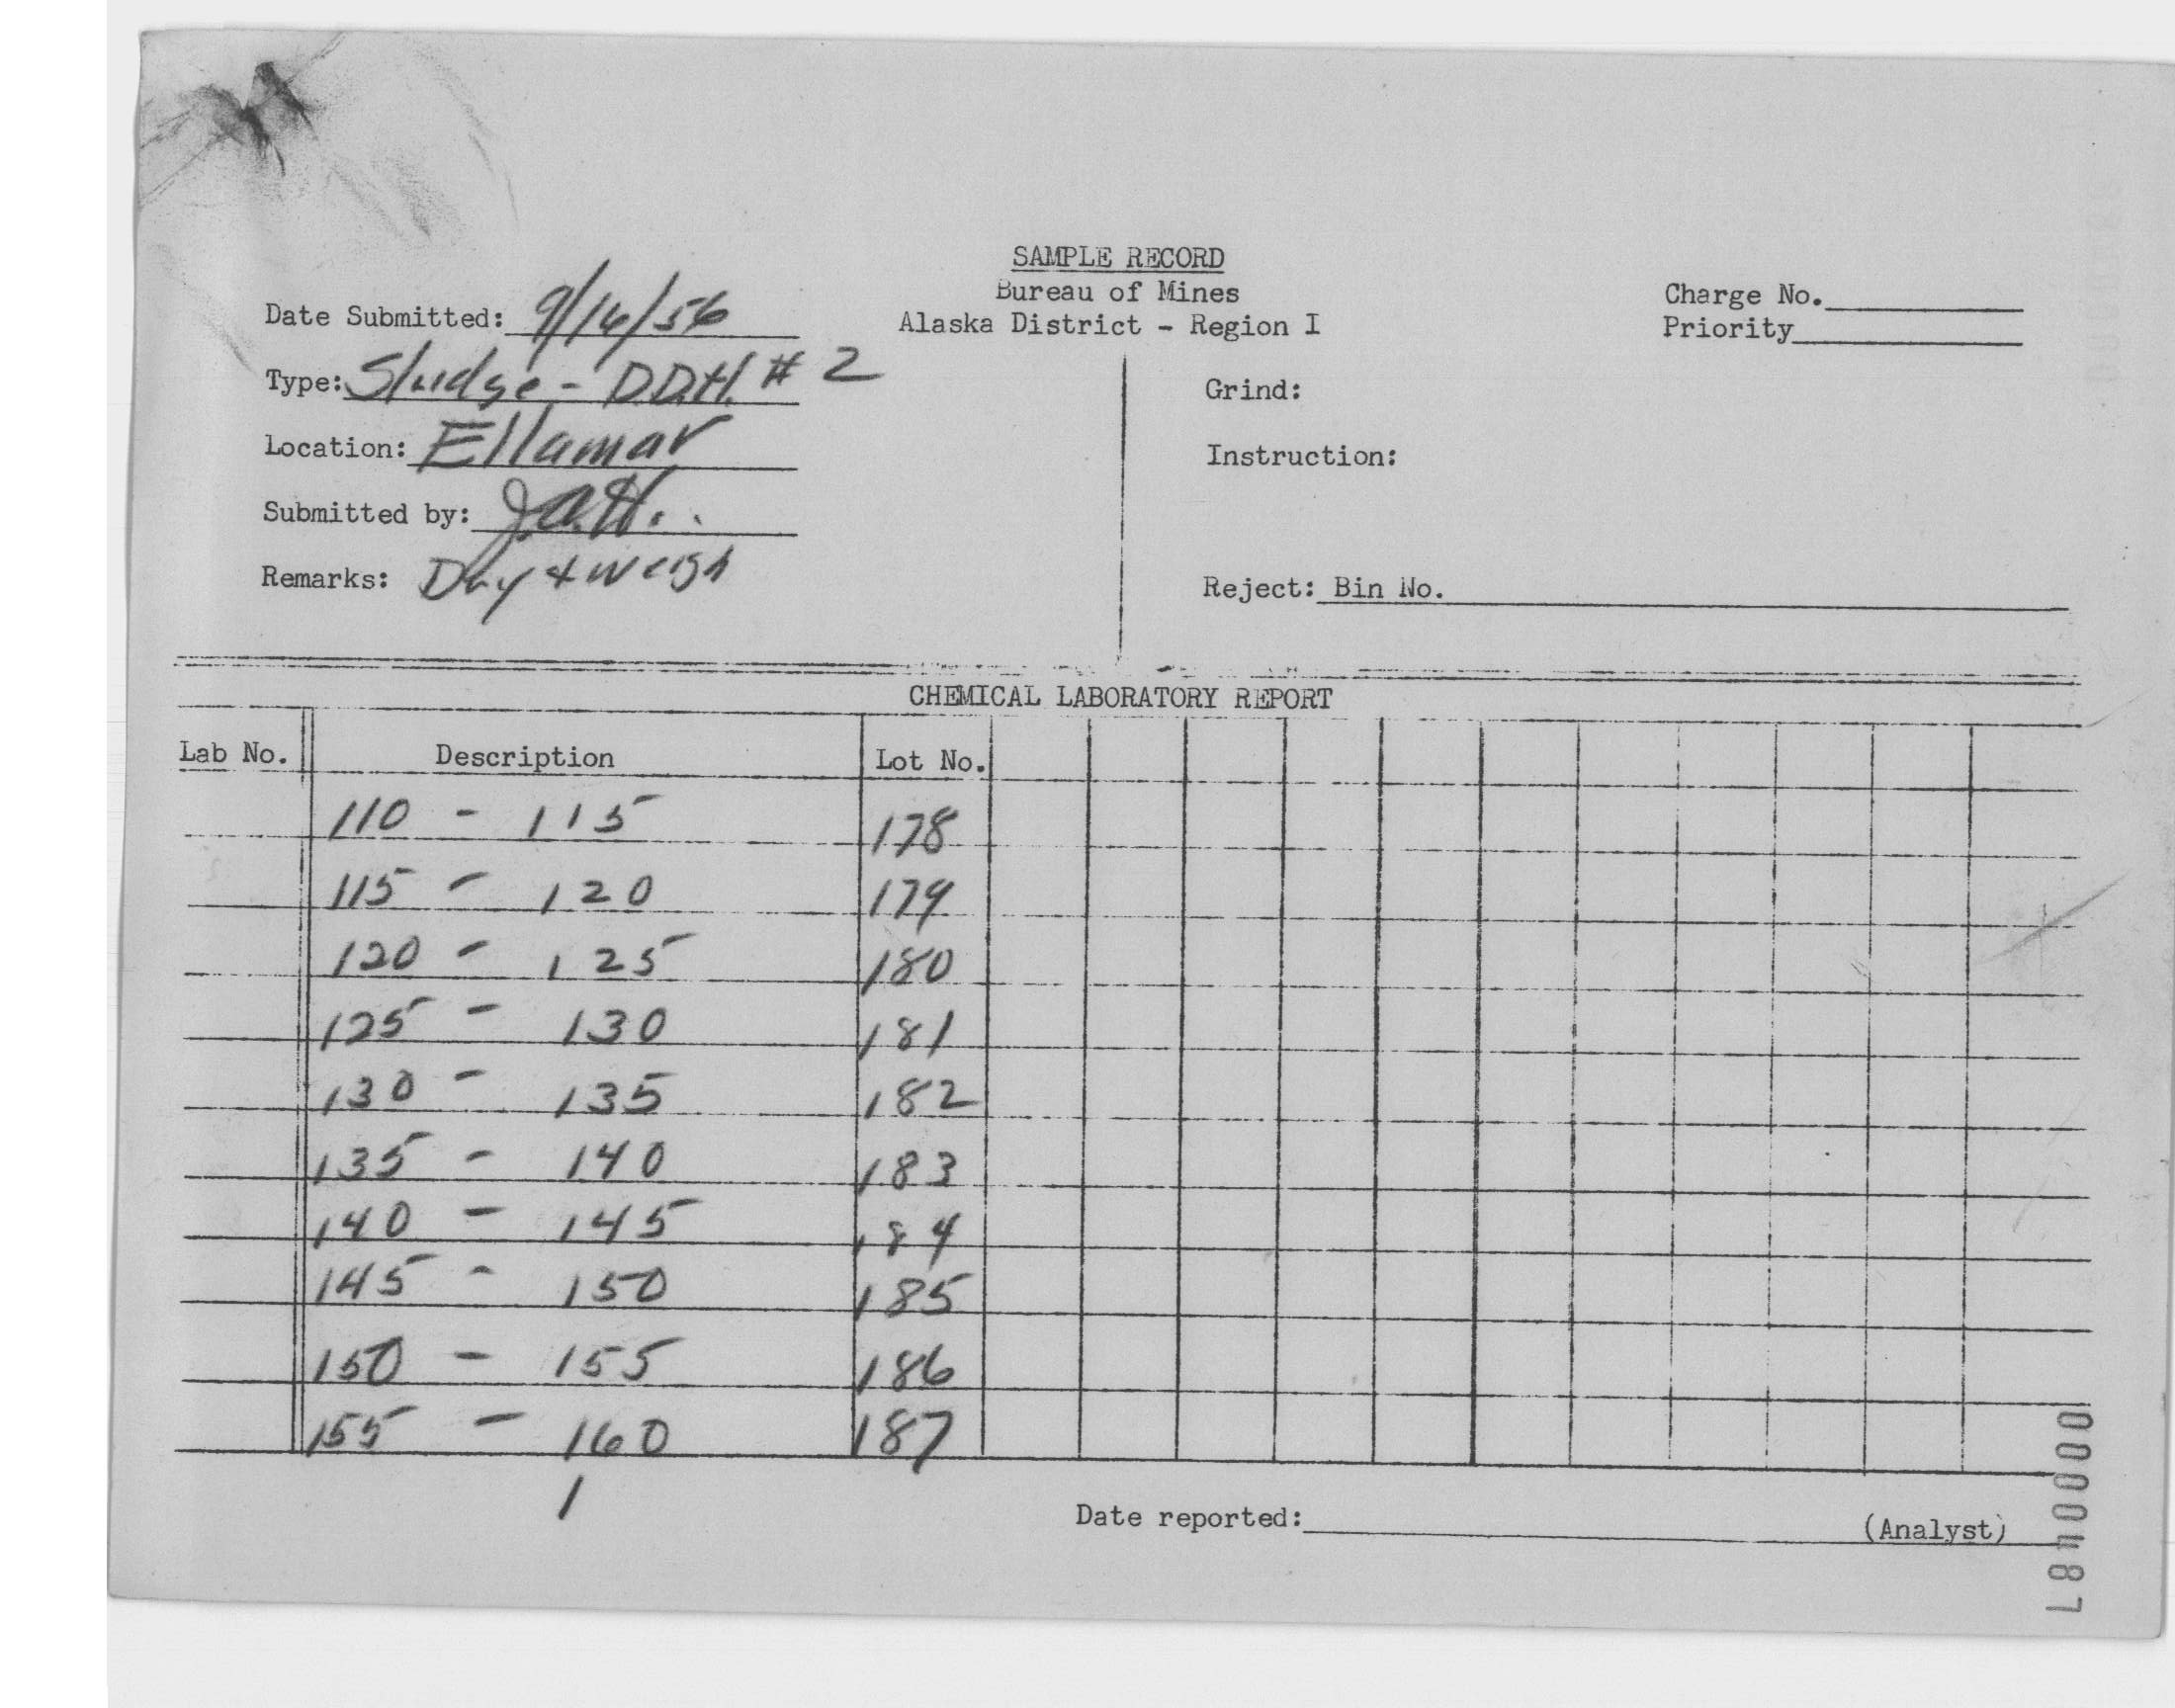 SAMPLE RECORD
Bureau of Mines
Alaska District - Region I
Charge No.
Priority
Date Submitted: 9/16/56
Type: Sludge - D.D.H. # 2
Location: Ellamar
Submitted by: J.A.H.
Remarks: Dry & weigh
Grind:
Instruction:
Reject: Bin No.
CHEMICAL LABORATORY REPORT
Lab No. Description Lot No.
110 - 115 178
115 - 120 179
120 - 125 180
125 - 130 181
130 - 135 182
135 - 140 183
140 - 145 184
145 - 150 185
150 - 155 186
155 - 160 187
Date reported: (Analyst)
0000487